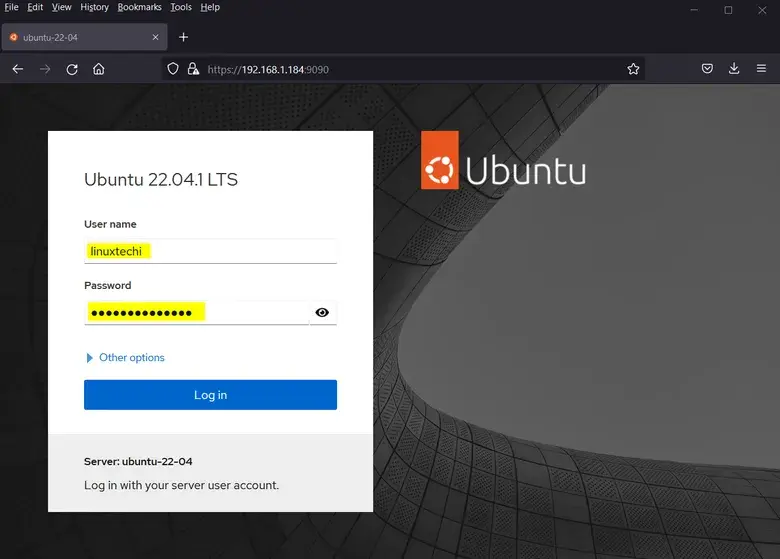 File Edit View History Bookmarks Tools Help
ubuntu-22-04
https://192.168.1.184:9090
Ubuntu 22.04.1 LTS
Ubuntu
User name
linuxtechi
Password
●●●●●●●●●●●●●●
Other options
Log in
Server: ubuntu-22-04
Log in with your server user account.